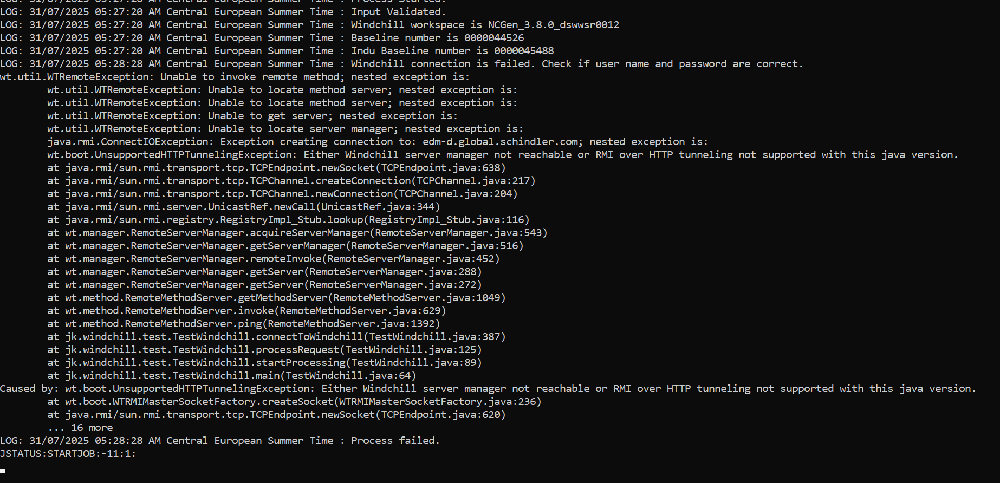 LOG: 31/07/2025 05:27:20 AM Central European Summer Time : Process Started.
LOG: 31/07/2025 05:27:20 AM Central European Summer Time : Input Validated.
LOG: 31/07/2025 05:27:20 AM Central European Summer Time : Windchill workspace is NCGen_3.8.0_dswwsr0012
LOG: 31/07/2025 05:27:20 AM Central European Summer Time : Baseline number is 0000044526
LOG: 31/07/2025 05:27:20 AM Central European Summer Time : Indu Baseline number is 0000045488
LOG: 31/07/2025 05:28:28 AM Central European Summer Time : Windchill connection is failed. Check if user name and password are correct.
wt.util.WTRemoteException: Unable to invoke remote method; nested exception is:
        wt.util.WTRemoteException: Unable to locate method server; nested exception is:
        wt.util.WTRemoteException: Unable to locate method server; nested exception is:
        wt.util.WTRemoteException: Unable to get server; nested exception is:
        wt.util.WTRemoteException: Unable to locate server manager; nested exception is:
        java.rmi.ConnectIOException: Exception creating connection to: edm-d.global.schindler.com; nested exception is:
        wt.boot.UnsupportedHTTPTunnelingException: Either Windchill server manager not reachable or RMI over HTTP tunneling not supported with this java version.
        at java.rmi/sun.rmi.transport.tcp.TCPEndpoint.newSocket(TCPEndpoint.java:638)
        at java.rmi/sun.rmi.transport.tcp.TCPChannel.createConnection(TCPChannel.java:217)
        at java.rmi/sun.rmi.transport.tcp.TCPChannel.newConnection(TCPChannel.java:204)
        at java.rmi/sun.rmi.server.UnicastRef.newCall(UnicastRef.java:344)
        at java.rmi/sun.rmi.registry.RegistryImpl_Stub.lookup(RegistryImpl_Stub.java:116)
        at wt.manager.RemoteServerManager.acquireServerManager(RemoteServerManager.java:543)
        at wt.manager.RemoteServerManager.getServerManager(RemoteServerManager.java:516)
        at wt.manager.RemoteServerManager.remoteInvoke(RemoteServerManager.java:452)
        at wt.manager.RemoteServerManager.getServer(RemoteServerManager.java:288)
        at wt.manager.RemoteServerManager.getServer(RemoteServerManager.java:272)
        at wt.method.RemoteMethodServer.getMethodServer(RemoteMethodServer.java:1049)
        at wt.method.RemoteMethodServer.invoke(RemoteMethodServer.java:629)
        at wt.method.RemoteMethodServer.ping(RemoteMethodServer.java:1392)
        at jk.windchill.test.TestWindchill.connectToWindchill(TestWindchill.java:387)
        at jk.windchill.test.TestWindchill.processRequest(TestWindchill.java:125)
        at jk.windchill.test.TestWindchill.startProcessing(TestWindchill.java:89)
        at jk.windchill.test.TestWindchill.main(TestWindchill.java:64)
Caused by: wt.boot.UnsupportedHTTPTunnelingException: Either Windchill server manager not reachable or RMI over HTTP tunneling not supported with this java version.
        at wt.boot.WTRMIMasterSocketFactory.createSocket(WTRMIMasterSocketFactory.java:236)
        at java.rmi/sun.rmi.transport.tcp.TCPEndpoint.newSocket(TCPEndpoint.java:620)
        ... 16 more
LOG: 31/07/2025 05:28:28 AM Central European Summer Time : Process failed.
JSTATUS:STARTJOB:-11:1: